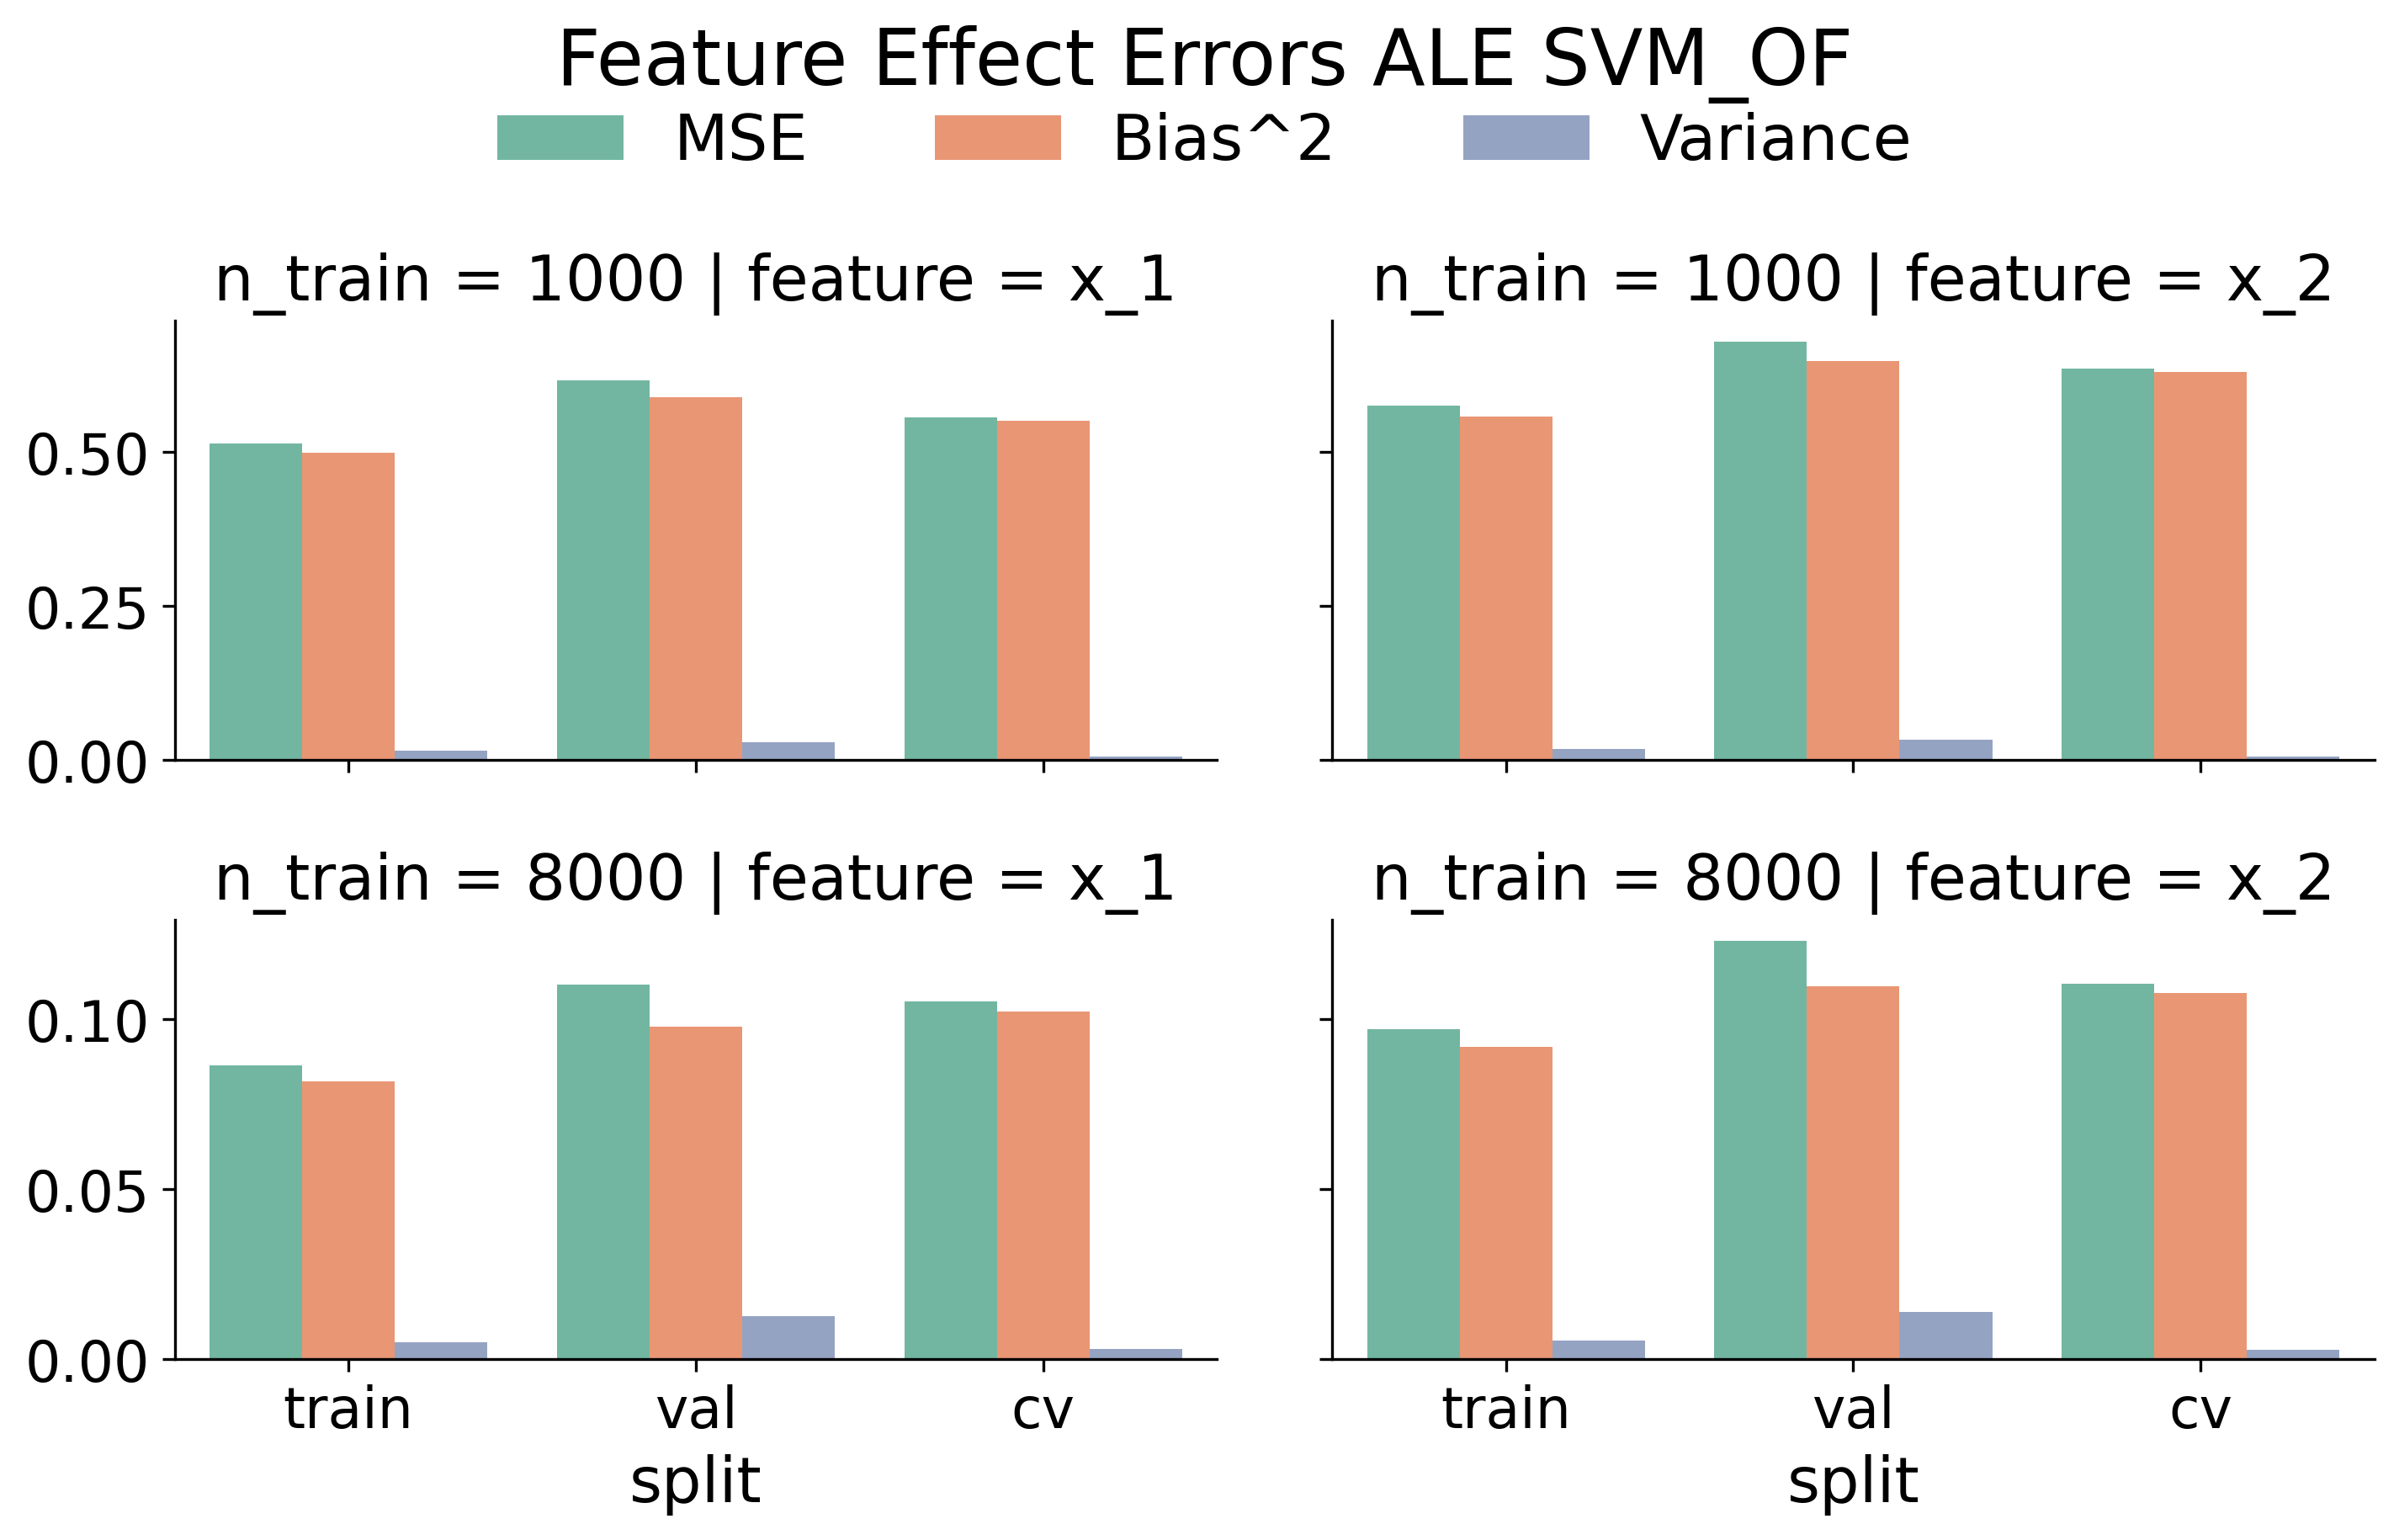 Feature Effect Errors ALE SVM_OF
MSE Bias^2 Variance
n_train = 1000 | feature = x_1
n_train = 1000 | feature = x_2
0.50
0.25
0.00
n_train = 8000 | feature = x_1
n_train = 8000 | feature = x_2
0.10
0.05
0.00
train val cv
train val cv
split
split